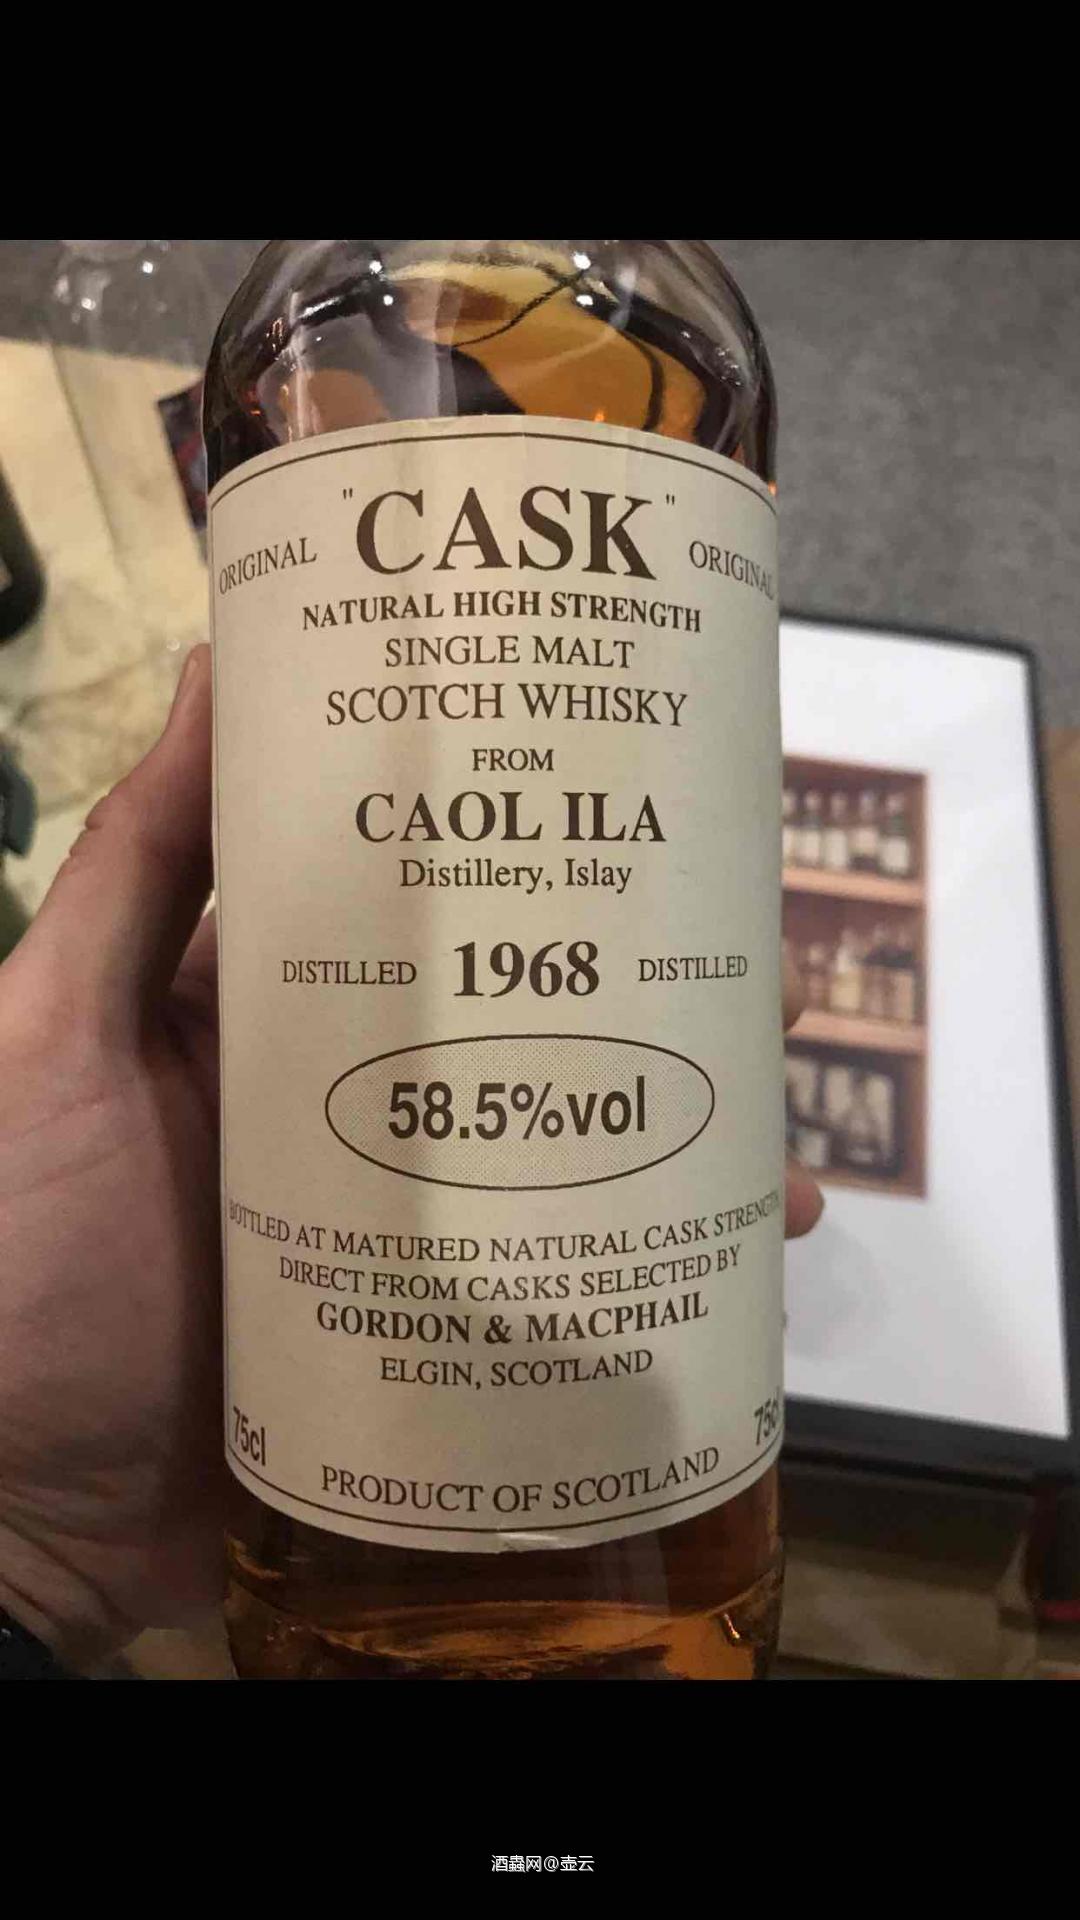 "CASK"
ORIGINAL ORIGINAL
NATURAL HIGH STRENGTH
SINGLE MALT
SCOTCH WHISKY
FROM
CAOL ILA
Distillery, Islay
DISTILLED 1968 DISTILLED
58.5%vol
BOTTLED AT MATURED NATURAL CASK STRENGTH
DIRECT FROM CASKS SELECTED BY
GORDON & MACPHAIL
ELGIN, SCOTLAND
75cl 75cl
PRODUCT OF SCOTLAND
酒蟲网@壶云